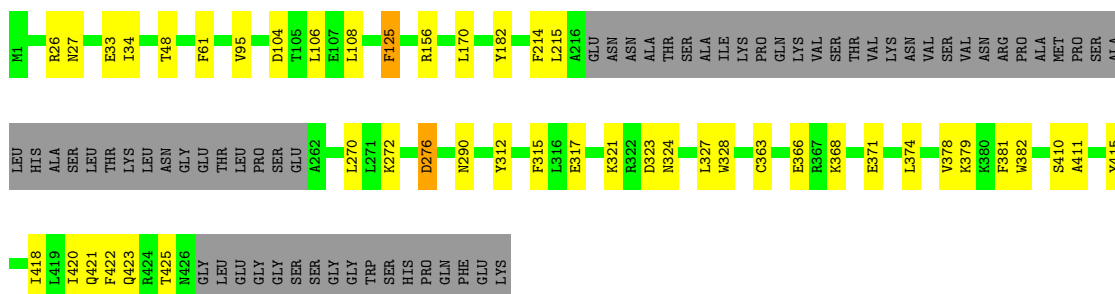 M1 R26 N27 E33 I34 T48 F61 V95 D104 T105 L106 E107 L108 F125 R156 L170 Y182 F214 L215 A216 GLU ASN ASN ALA THR SER ALA ILE LYS PRO GLN LYS VAL SER THR VAL LYS ASN VAL SER VAL ASN ARG PRO ALA MET PRO SER ALA
LEU HIS ALA SER LEU THR LYS LEU ASN GLY GLU THR LEU PRO SER GLU A262 L270 L271 K272 D276 N290 Y312 F315 L316 E317 K321 R322 D323 N324 L327 W328 C363 E366 R367 K368 E371 L374 V378 K379 K380 F381 W382 S410 A411 Y415
I418 L419 I420 Q421 F422 Q423 R424 T425 N426 GLY LEU GLU GLY GLY SER SER GLY GLY TRP SER HIS PRO GLN PHE GLU LYS